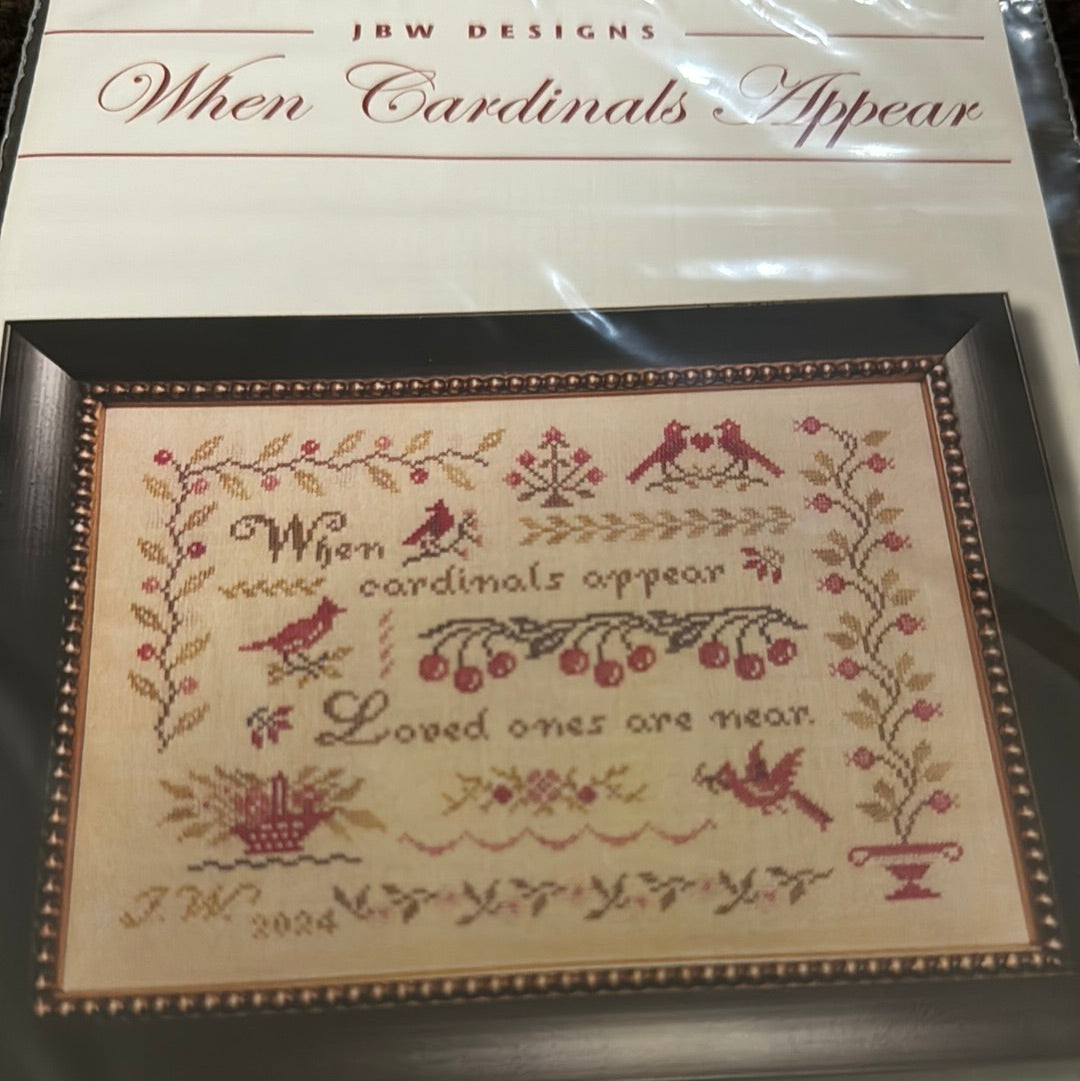 JBW DESIGNS
When Cardinals Appear
When
cardinals appear
Loved ones are near.
J.W. 2024